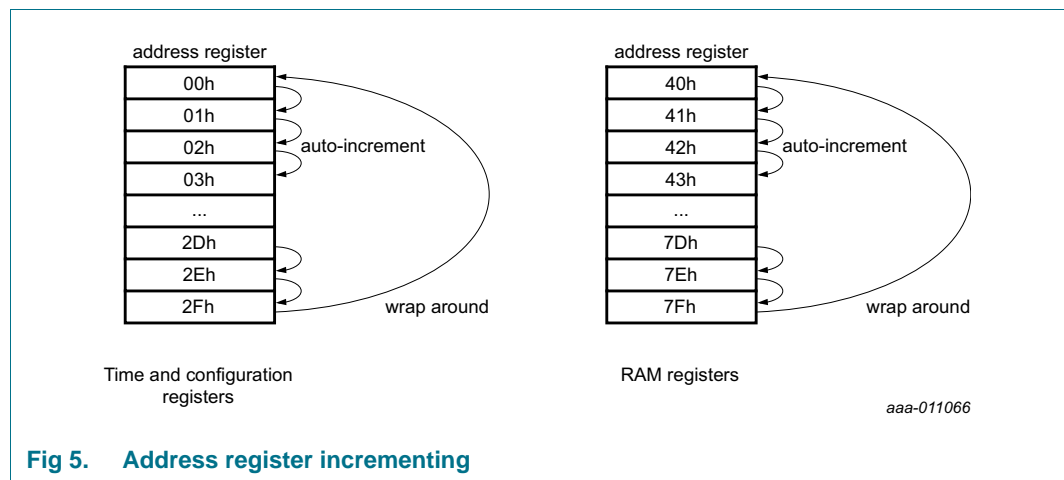 address register
00h
01h
02h
03h
...
2Dh
2Eh
2Fh
auto-increment
wrap around
Time and configuration
registers
address register
40h
41h
42h
43h
...
7Dh
7Eh
7Fh
auto-increment
wrap around
RAM registers
aaa-011066
Fig 5. Address register incrementing